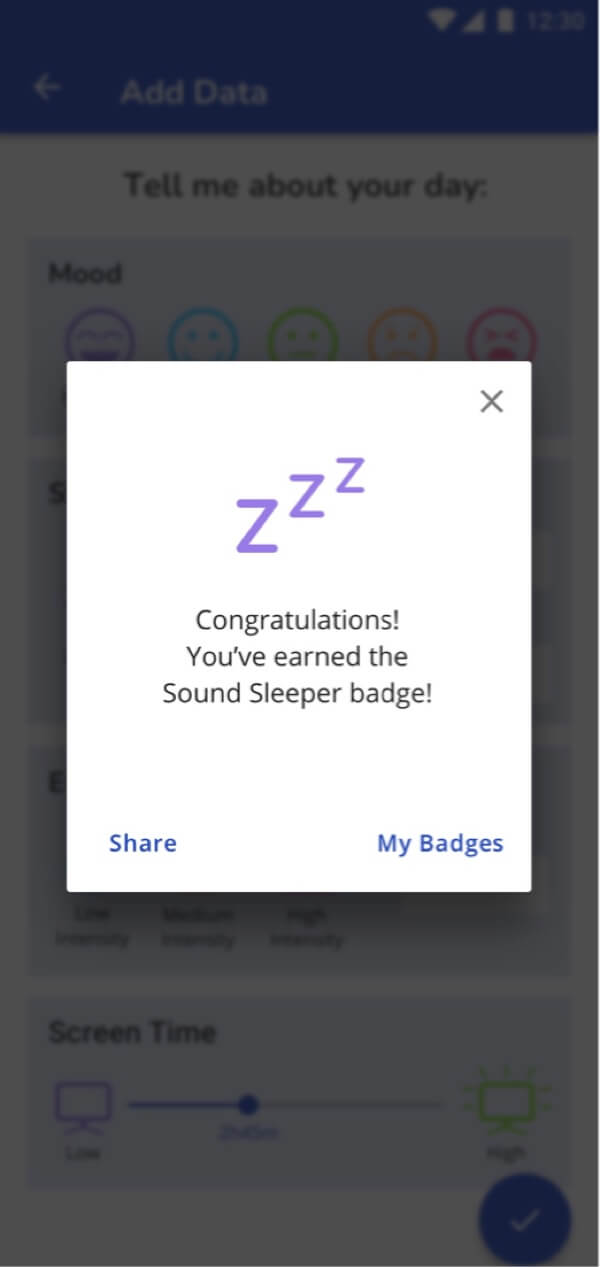 12:30
Add Data
Tell me about your day:
Mood
z z z
Congratulations!
You’ve earned the
Sound Sleeper badge!
Share
My Badges
Low Medium High
Intensity Intensity Intensity
Screen Time
2h45m
Low High